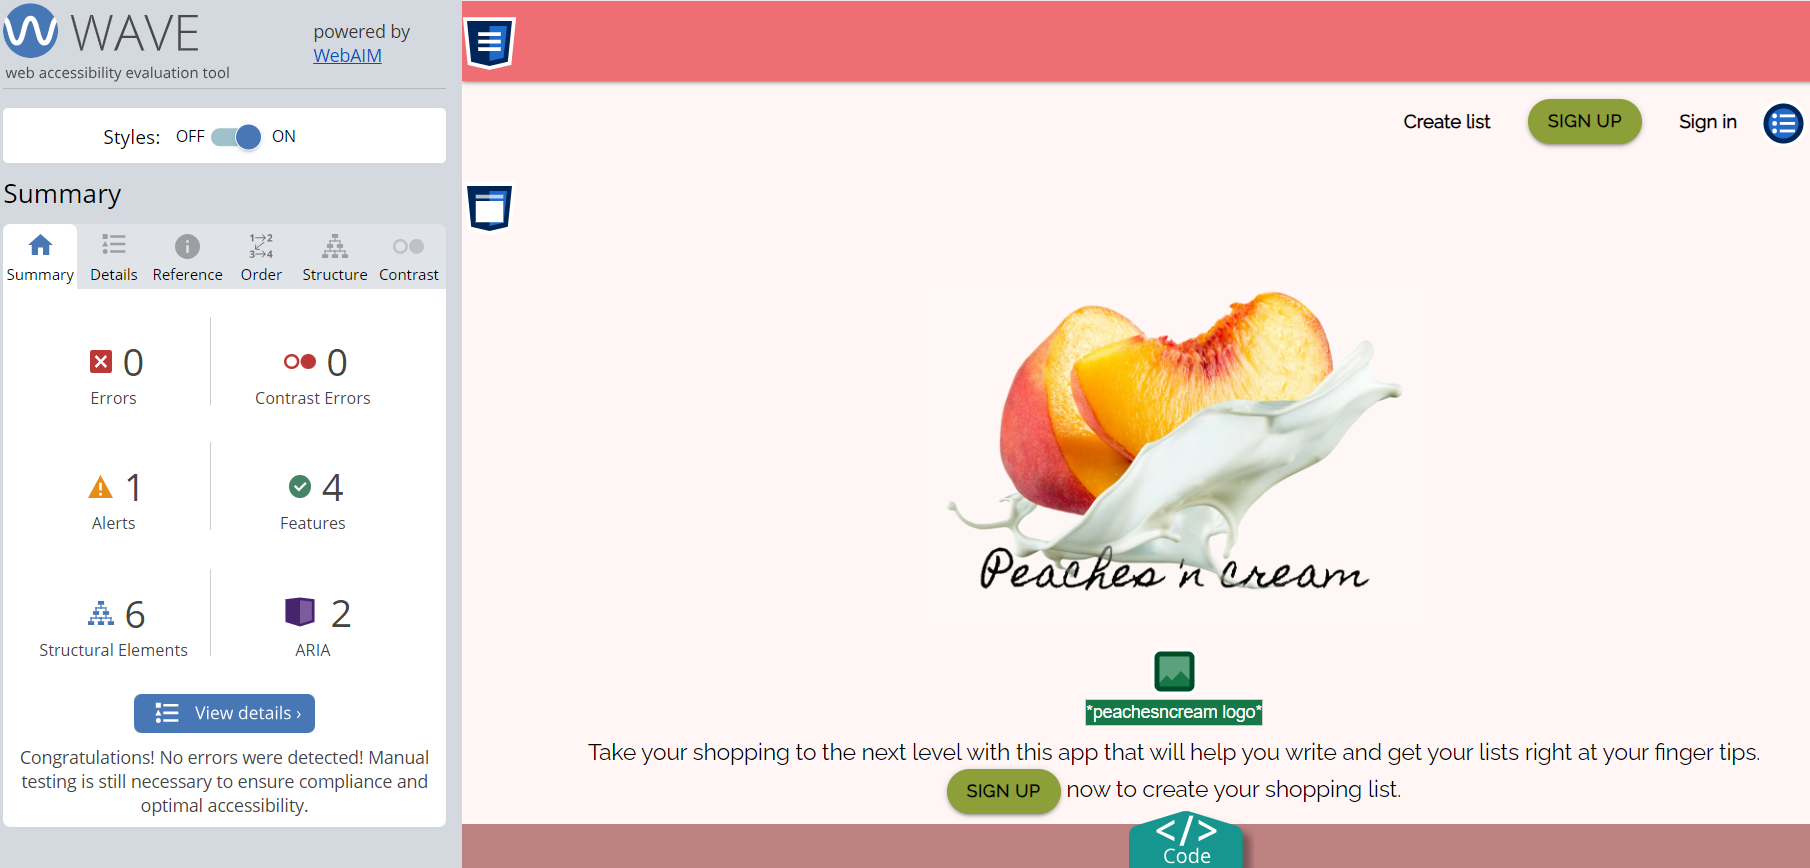 WAVE
powered by
WebAIM
web accessibility evaluation tool
Styles: OFF ON
Summary
Summary Details Reference Order Structure Contrast
0
Errors
0
Contrast Errors
1
Alerts
4
Features
6
Structural Elements
2
ARIA
View details ›
Congratulations! No errors were detected! Manual
testing is still necessary to ensure compliance and
optimal accessibility.
Create list SIGN UP Sign in
Peaches 'n cream
*peachesncream logo*
Take your shopping to the next level with this app that will help you write and get your lists right at your finger tips.
SIGN UP now to create your shopping list.
</>
Code